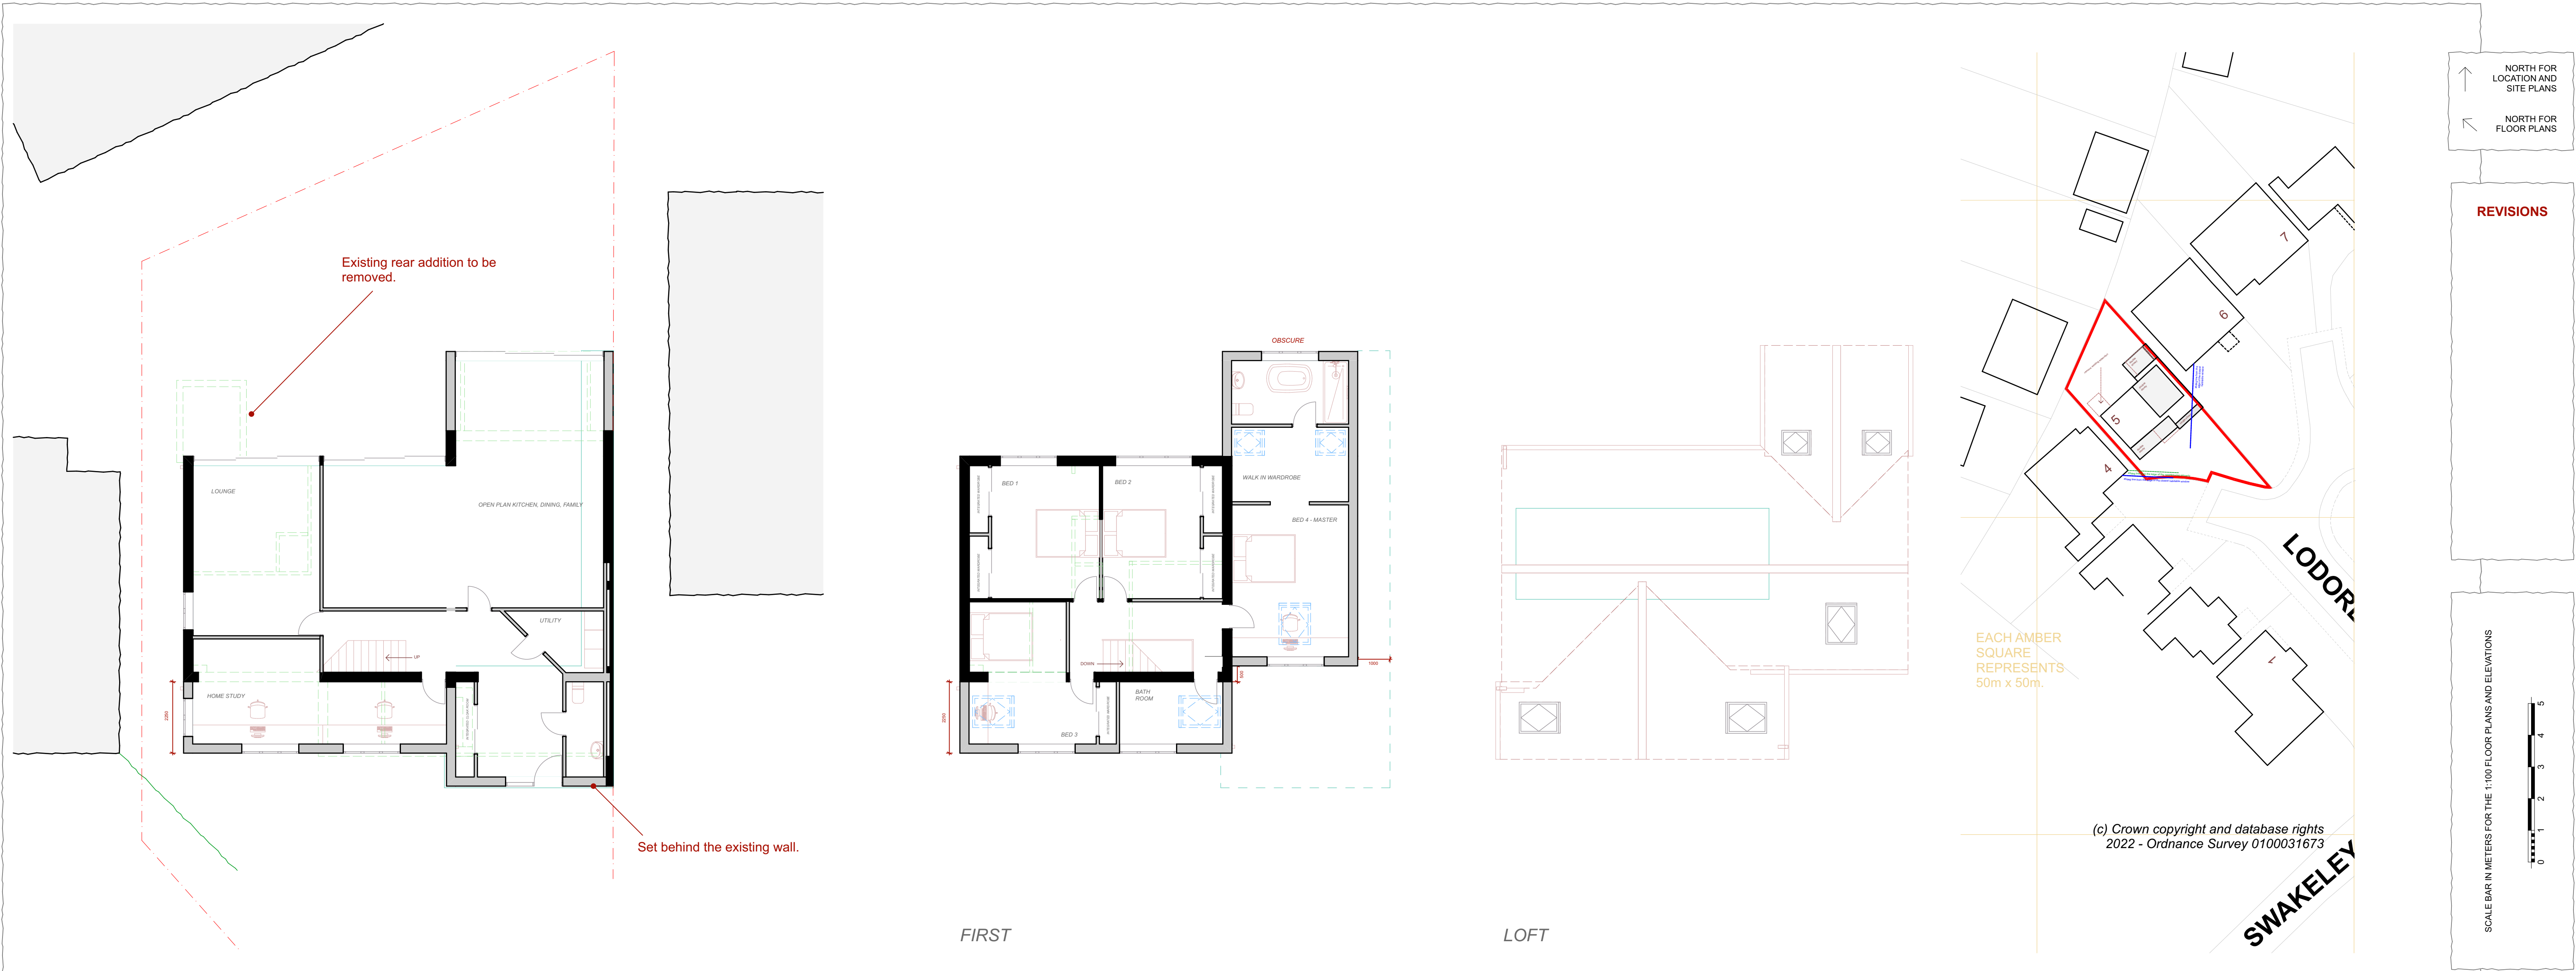 Existing rear addition to be
removed.
LOUNGE
OPEN PLAN KITCHEN, DINING, FAMILY
UTILITY
UP
HOME STUDY
2250
Set behind the existing wall.
OBSCURE
WALK IN WARDROBE
BED 1
BED 2
BED 4 - MASTER
DOWN
BED 3
BATH
ROOM
2250
500
1000
FIRST
LOFT
7
6
5
4
1
LODORE
EACH AMBER
SQUARE
REPRESENTS
50m x 50m.
(c) Crown copyright and database rights
2022 - Ordnance Survey 0100031673
SWAKELEY
NORTH FOR
LOCATION AND
SITE PLANS
NORTH FOR
FLOOR PLANS
REVISIONS
SCALE BAR IN METERS FOR THE 1:100 FLOOR PLANS AND ELEVATIONS
0 1 2 3 4 5